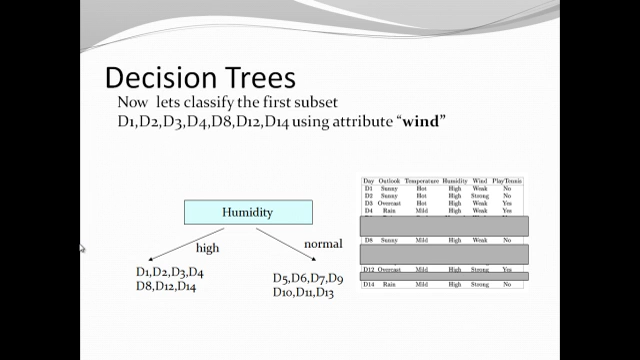 Decision Trees
Now lets classify the first subset
D1,D2,D3,D4,D8,D12,D14 using attribute “wind”
Humidity
high
normal
D1,D2,D3,D4
D8,D12,D14
D5,D6,D7,D9
D10,D11,D13
Day Outlook Temperature Humidity Wind PlayTennis
D1 Sunny Hot High Weak No
D2 Sunny Hot High Strong No
D3 Overcast Hot High Weak Yes
D4 Rain Mild High Weak Yes
D8 Sunny Mild High Weak No
D12 Overcast Mild High Strong Yes
D14 Rain Mild High Strong No